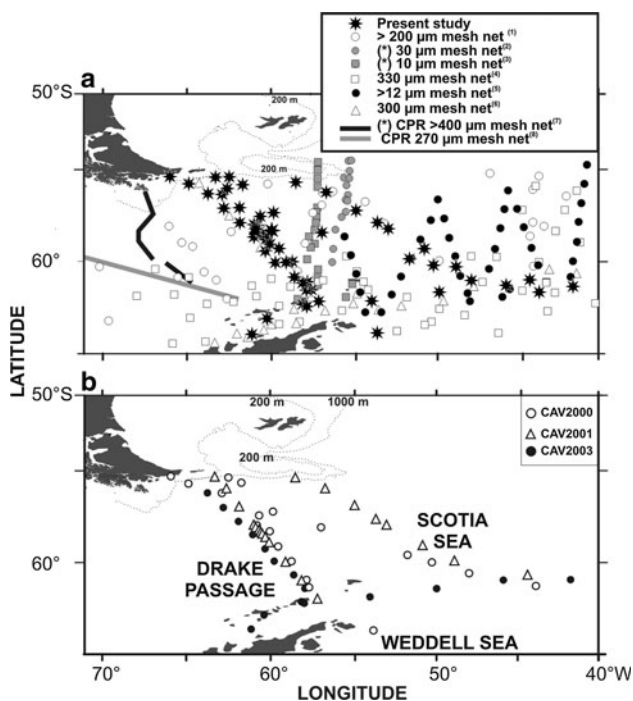 Present study
> 200 µm mesh net (1)
(*) 30 µm mesh net(2)
(*) 10 µm mesh net(3)
330 µm mesh net(4)
>12 µm mesh net(5)
300 µm mesh net(6)
(*) CPR >400 µm mesh net(7)
CPR 270 µm mesh net(8)
a
50°S
200 m
200 m
60°
LATITUDE
b
50°S
200 m 1000 m
CAV2000
CAV2001
CAV2003
200 m
SCOTIA
SEA
60°
DRAKE
PASSAGE
WEDDELL SEA
70° 60° 50° 40°W
LONGITUDE